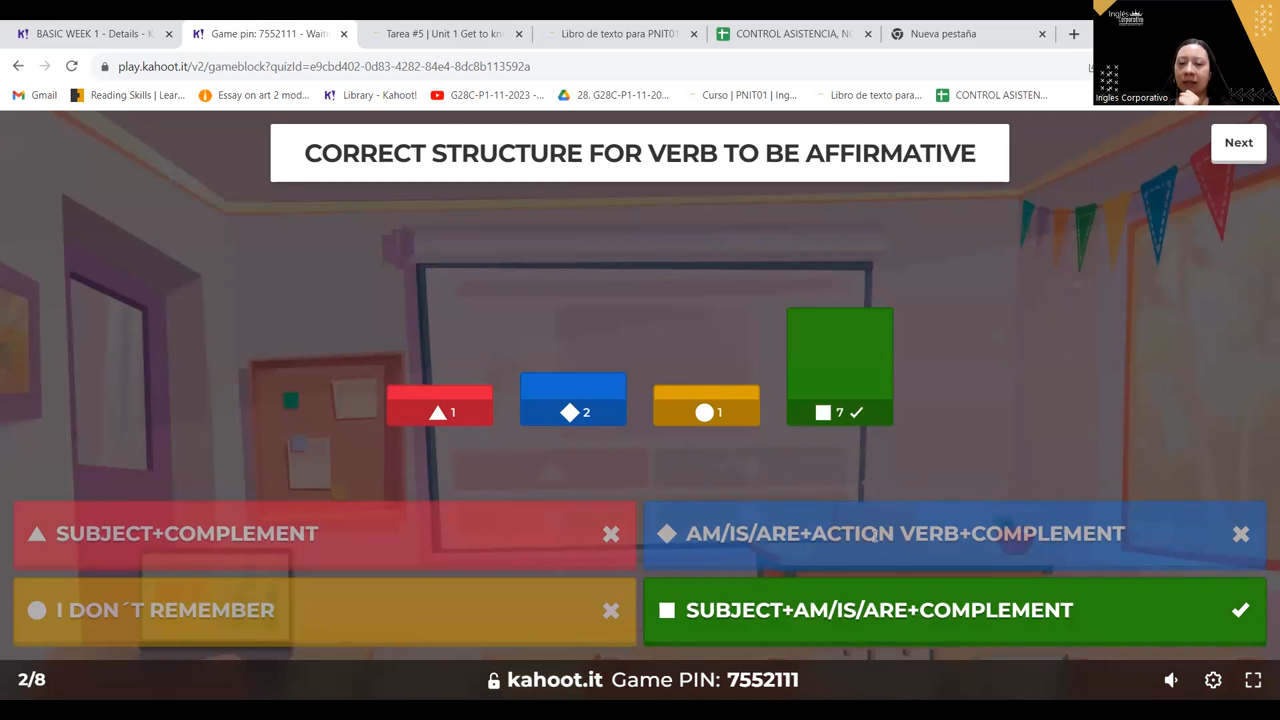 BASIC WEEK 1 - Details - K
Game pin: 7552111 - Waiti
Tarea #5 | Unit 1 Get to kn
Libro de texto para PNIT01
CONTROL ASISTENCIA, NO
Nueva pestaña
play.kahoot.it/v2/gameblock?quizId=e9cbd402-0d83-4282-84e4-8dc8b113392a
Gmail
Reading Skills | Lear...
Essay on art 2 mod...
Library - Kahoot!
G28C-P1-11-2023 -...
28. G28C-P1-11-20...
Curso | PNIT01 | Ing...
Libro de texto para...
CONTROL ASISTEN...
Inglés
Corporativo
Ingles Corporativo
CORRECT STRUCTURE FOR VERB TO BE AFFIRMATIVE
Next
1
2
1
7
SUBJECT+COMPLEMENT
AM/IS/ARE+ACTION VERB+COMPLEMENT
I DON´T REMEMBER
SUBJECT+AM/IS/ARE+COMPLEMENT
2/8
kahoot.it Game PIN: 7552111